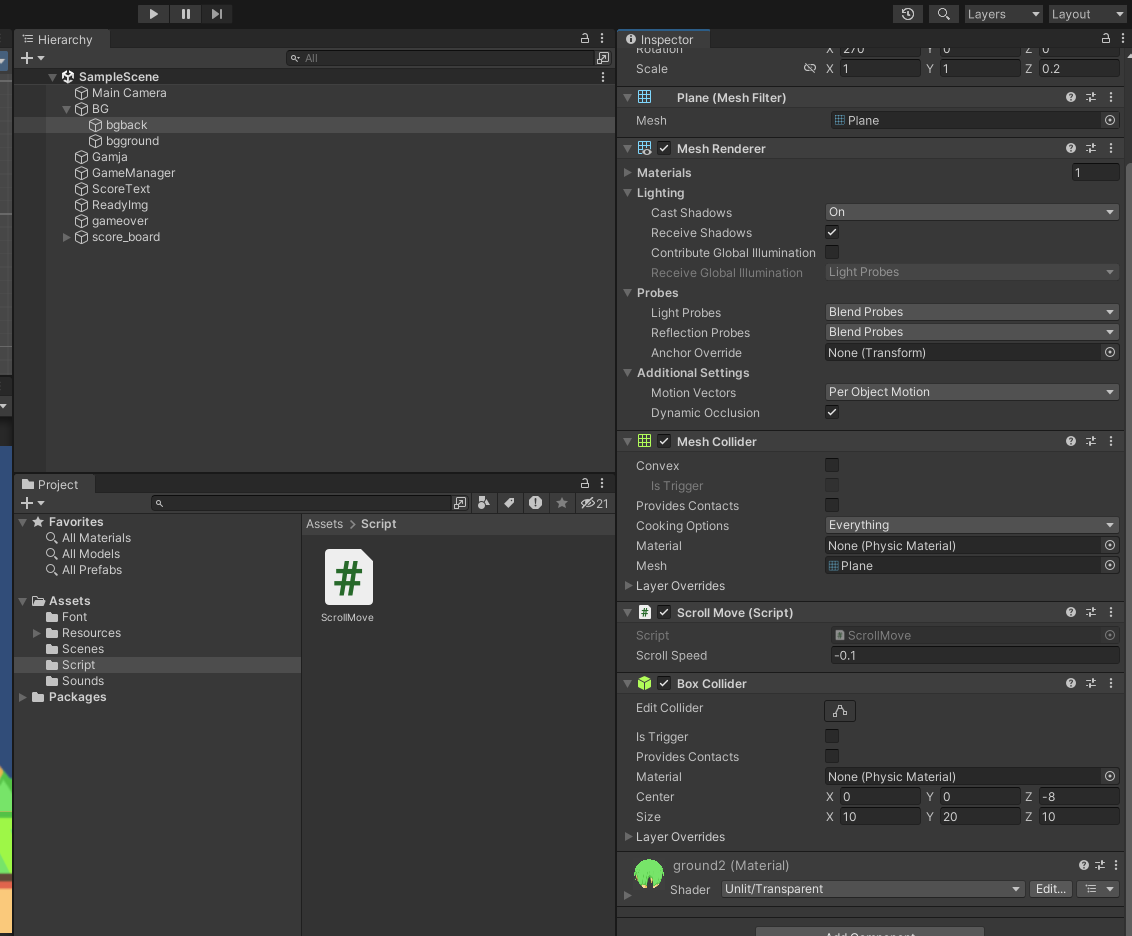 Layers
Layout
Hierarchy
All
SampleScene
Main Camera
BG
bgback
bgground
Gamja
GameManager
ScoreText
ReadyImg
gameover
score_board
Project
21
Favorites
All Materials
All Models
All Prefabs
Assets
Font
Resources
Scenes
Script
Sounds
Packages
Assets > Script
#
ScrollMove
Inspector
Rotation X 270 Y 0 Z 0
Scale X 1 Y 1 Z 0.2
Plane (Mesh Filter)
Mesh Plane
Mesh Renderer
Materials 1
Lighting
Cast Shadows On
Receive Shadows
Contribute Global Illumination
Receive Global Illumination Light Probes
Probes
Light Probes Blend Probes
Reflection Probes Blend Probes
Anchor Override None (Transform)
Additional Settings
Motion Vectors Per Object Motion
Dynamic Occlusion
Mesh Collider
Convex
Is Trigger
Provides Contacts
Cooking Options Everything
Material None (Physic Material)
Mesh Plane
Layer Overrides
# Scroll Move (Script)
Script ScrollMove
Scroll Speed -0.1
Box Collider
Edit Collider
Is Trigger
Provides Contacts
Material None (Physic Material)
Center X 0 Y 0 Z -8
Size X 10 Y 20 Z 10
Layer Overrides
ground2 (Material)
Shader Unlit/Transparent Edit...
Add Component